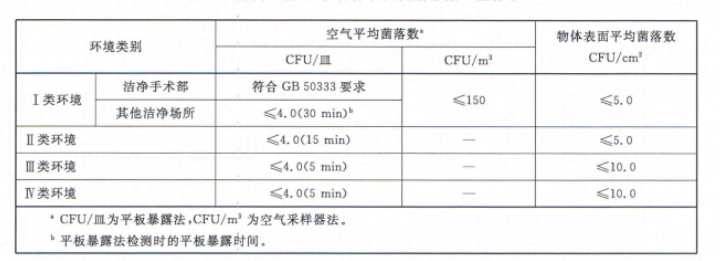 环境类别 空气平均菌落数ᵃ 物体表面平均菌落数
CFU/皿 CFU/m³ CFU/cm²
Ⅰ类环境 洁净手术部 符合 GB 50333 要求 ≤150 ≤5.0
其他洁净场所 ≤4.0(30 min)ᵇ
Ⅱ类环境 ≤4.0(15 min) — ≤5.0
Ⅲ类环境 ≤4.0(5 min) — ≤10.0
Ⅳ类环境 ≤4.0(5 min) — ≤10.0
ᵃ CFU/皿为平板暴露法,CFU/m³ 为空气采样器法。
ᵇ 平板暴露法检测时的平板暴露时间。